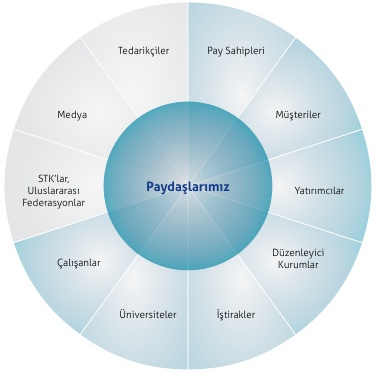 Tedarikçiler
Pay Sahipleri
Medya
Müşteriler
STK'lar,
Uluslararası
Federasyonlar
Paydaşlarımız
Yatırımcılar
Çalışanlar
Düzenleyici
Kurumlar
Üniversiteler
İştirakler